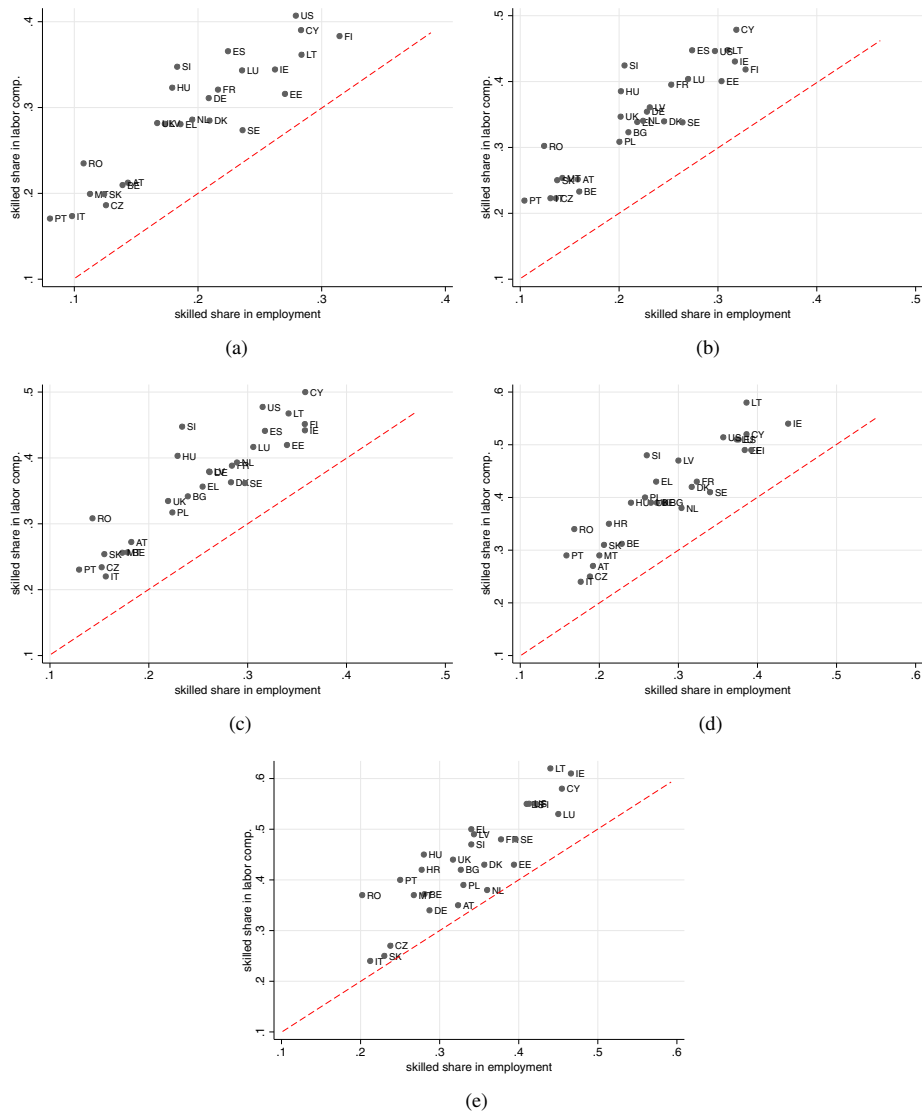 skilled share in labor comp.
.4
.3
.2
.1
US
CY
FI
ES
LT
SI
LU
IE
HU
FR
DE
EE
UK
LV
EL
NL
DK
SE
RO
AT
BE
MT
SK
CZ
PT
IT
.1 .2 .3 .4
skilled share in employment
(a)
skilled share in labor comp.
.5
.4
.3
.2
.1
CY
ES
US
LT
IE
FI
SI
LU
EE
FR
HU
LV
DE
UK
EL
NL
DK
SE
BG
PL
RO
SK
MT
AT
BE
PT
IT
CZ
.1 .2 .3 .4 .5
skilled share in employment
(b)
skilled share in labor comp.
.5
.4
.3
.2
.1
CY
US
LT
SI
ES
FI
IE
LU
EE
HU
NL
FR
LV
DE
DK
SE
EL
BG
UK
PL
RO
AT
SK
MT
BE
PT
CZ
IT
.1 .2 .3 .4 .5
skilled share in employment
(c)
skilled share in labor comp.
.6
.5
.4
.3
.2
.1
LT
IE
CY
US
ES
SI
LV
EL
FR
DK
SE
PL
HU
BG
NL
HR
RO
SK
BE
PT
MT
AT
CZ
IT
.1 .2 .3 .4 .5 .6
skilled share in employment
(d)
skilled share in labor comp.
.6
.5
.4
.3
.2
.1
LT
IE
CY
LU
EL
LV
SI
FR
SE
HU
UK
DK
EE
HR
BG
PT
PL
NL
RO
MT
BE
DE
AT
CZ
SK
IT
.1 .2 .3 .4 .5 .6
skilled share in employment
(e)